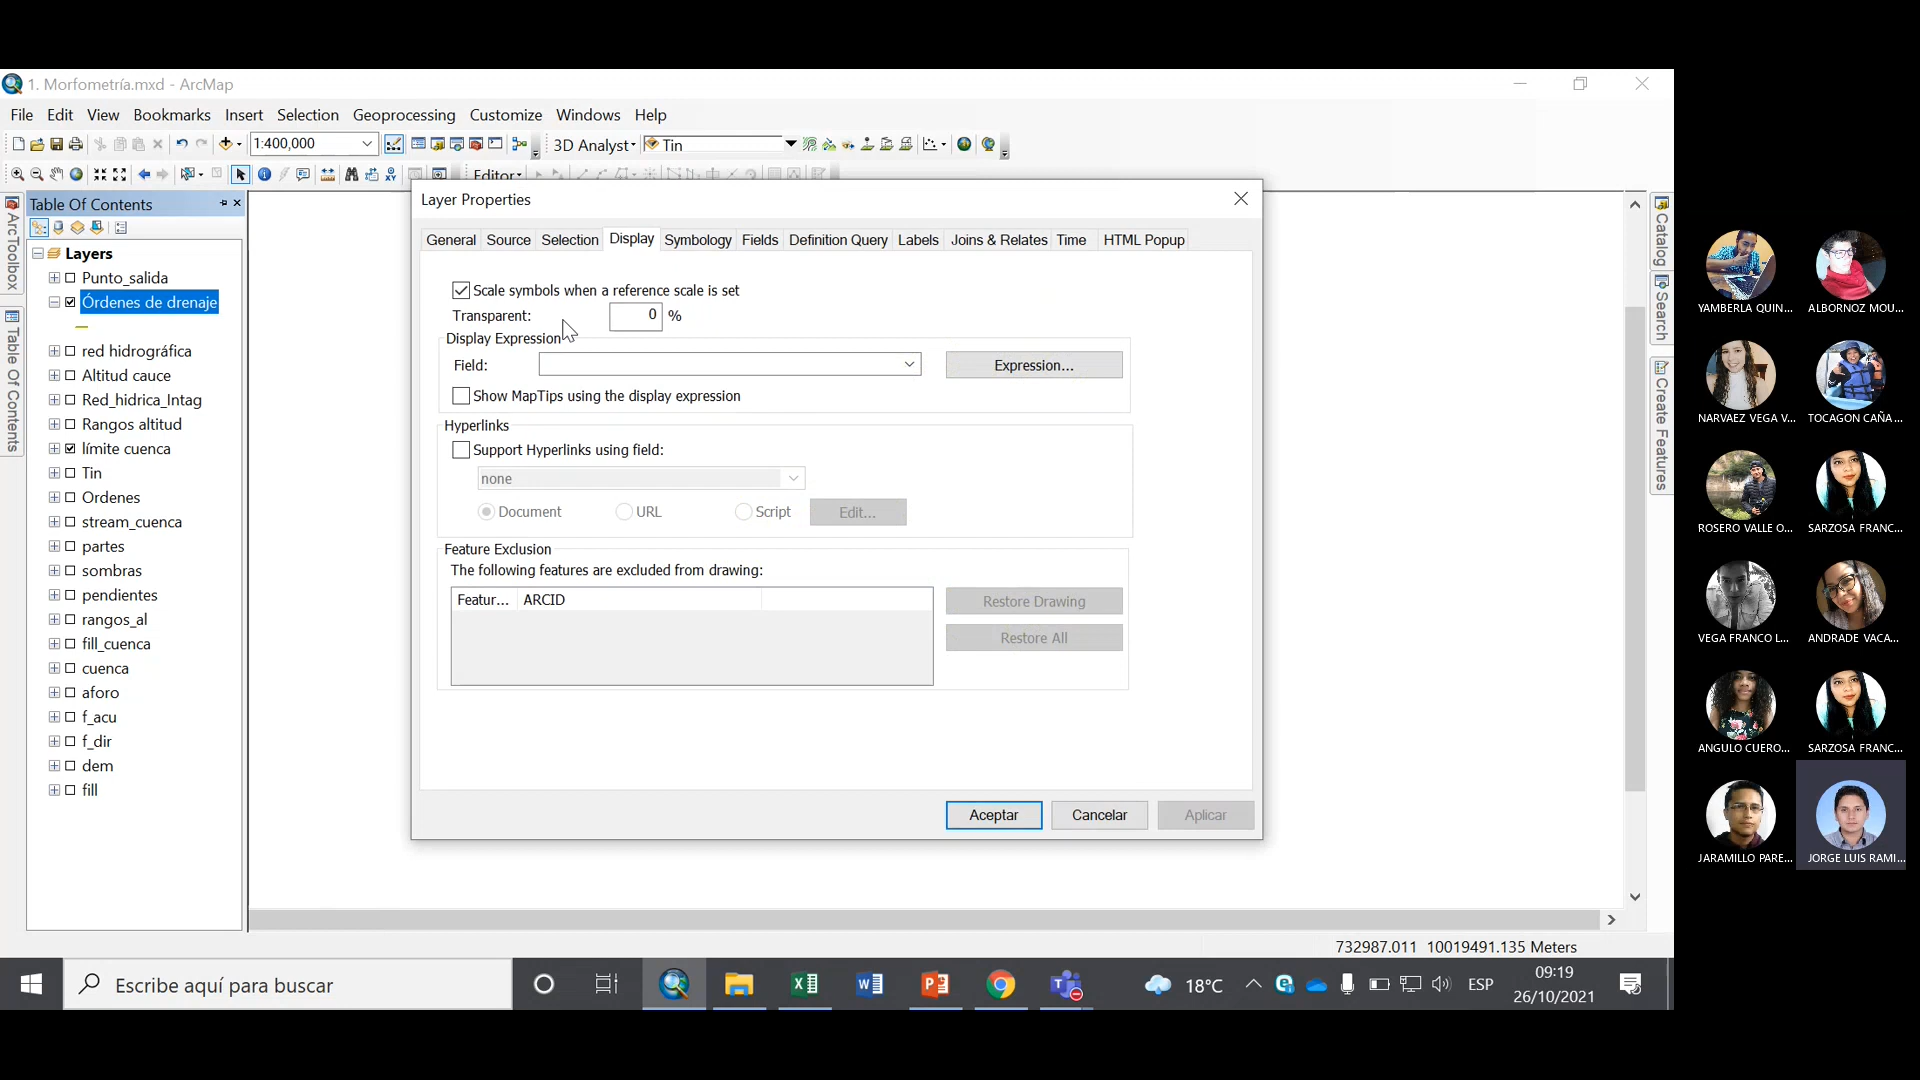 1. Morfometría.mxd - ArcMap
File Edit View Bookmarks Insert Selection Geoprocessing Customize Windows Help
1:400,000 3D Analyst Tin
Editor
ArcToolbox
Table Of Contents
Table Of Contents
Layers
Punto_salida
Órdenes de drenaje
red hidrográfica
Altitud cauce
Red_hidrica_Intag
Rangos altitud
límite cuenca
Tin
Ordenes
stream_cuenca
partes
sombras
pendientes
rangos_al
fill_cuenca
cuenca
aforo
f_acu
f_dir
dem
fill
Layer Properties
General Source Selection Display Symbology Fields Definition Query Labels Joins & Relates Time HTML Popup
Scale symbols when a reference scale is set
Transparent: 0 %
Display Expression
Field: Expression...
Show MapTips using the display expression
Hyperlinks
Support Hyperlinks using field:
none
Document URL Script Edit...
Feature Exclusion
The following features are excluded from drawing:
Featur... ARCID
Restore Drawing
Restore All
Aceptar Cancelar Aplicar
Catalog
Search
Create Features
732987.011 10019491.135 Meters
Escribe aquí para buscar
18°C
ESP
09:19
26/10/2021
YAMBERLA QUIN... ALBORNOZ MOU...
NARVAEZ VEGA V... TOCAGON CAÑA ...
ROSERO VALLE O... SARZOSA FRANC...
VEGA FRANCO L... ANDRADE VACA...
ANGULO CUERO... SARZOSA FRANC...
JARAMILLO PARE... JORGE LUIS RAMI...